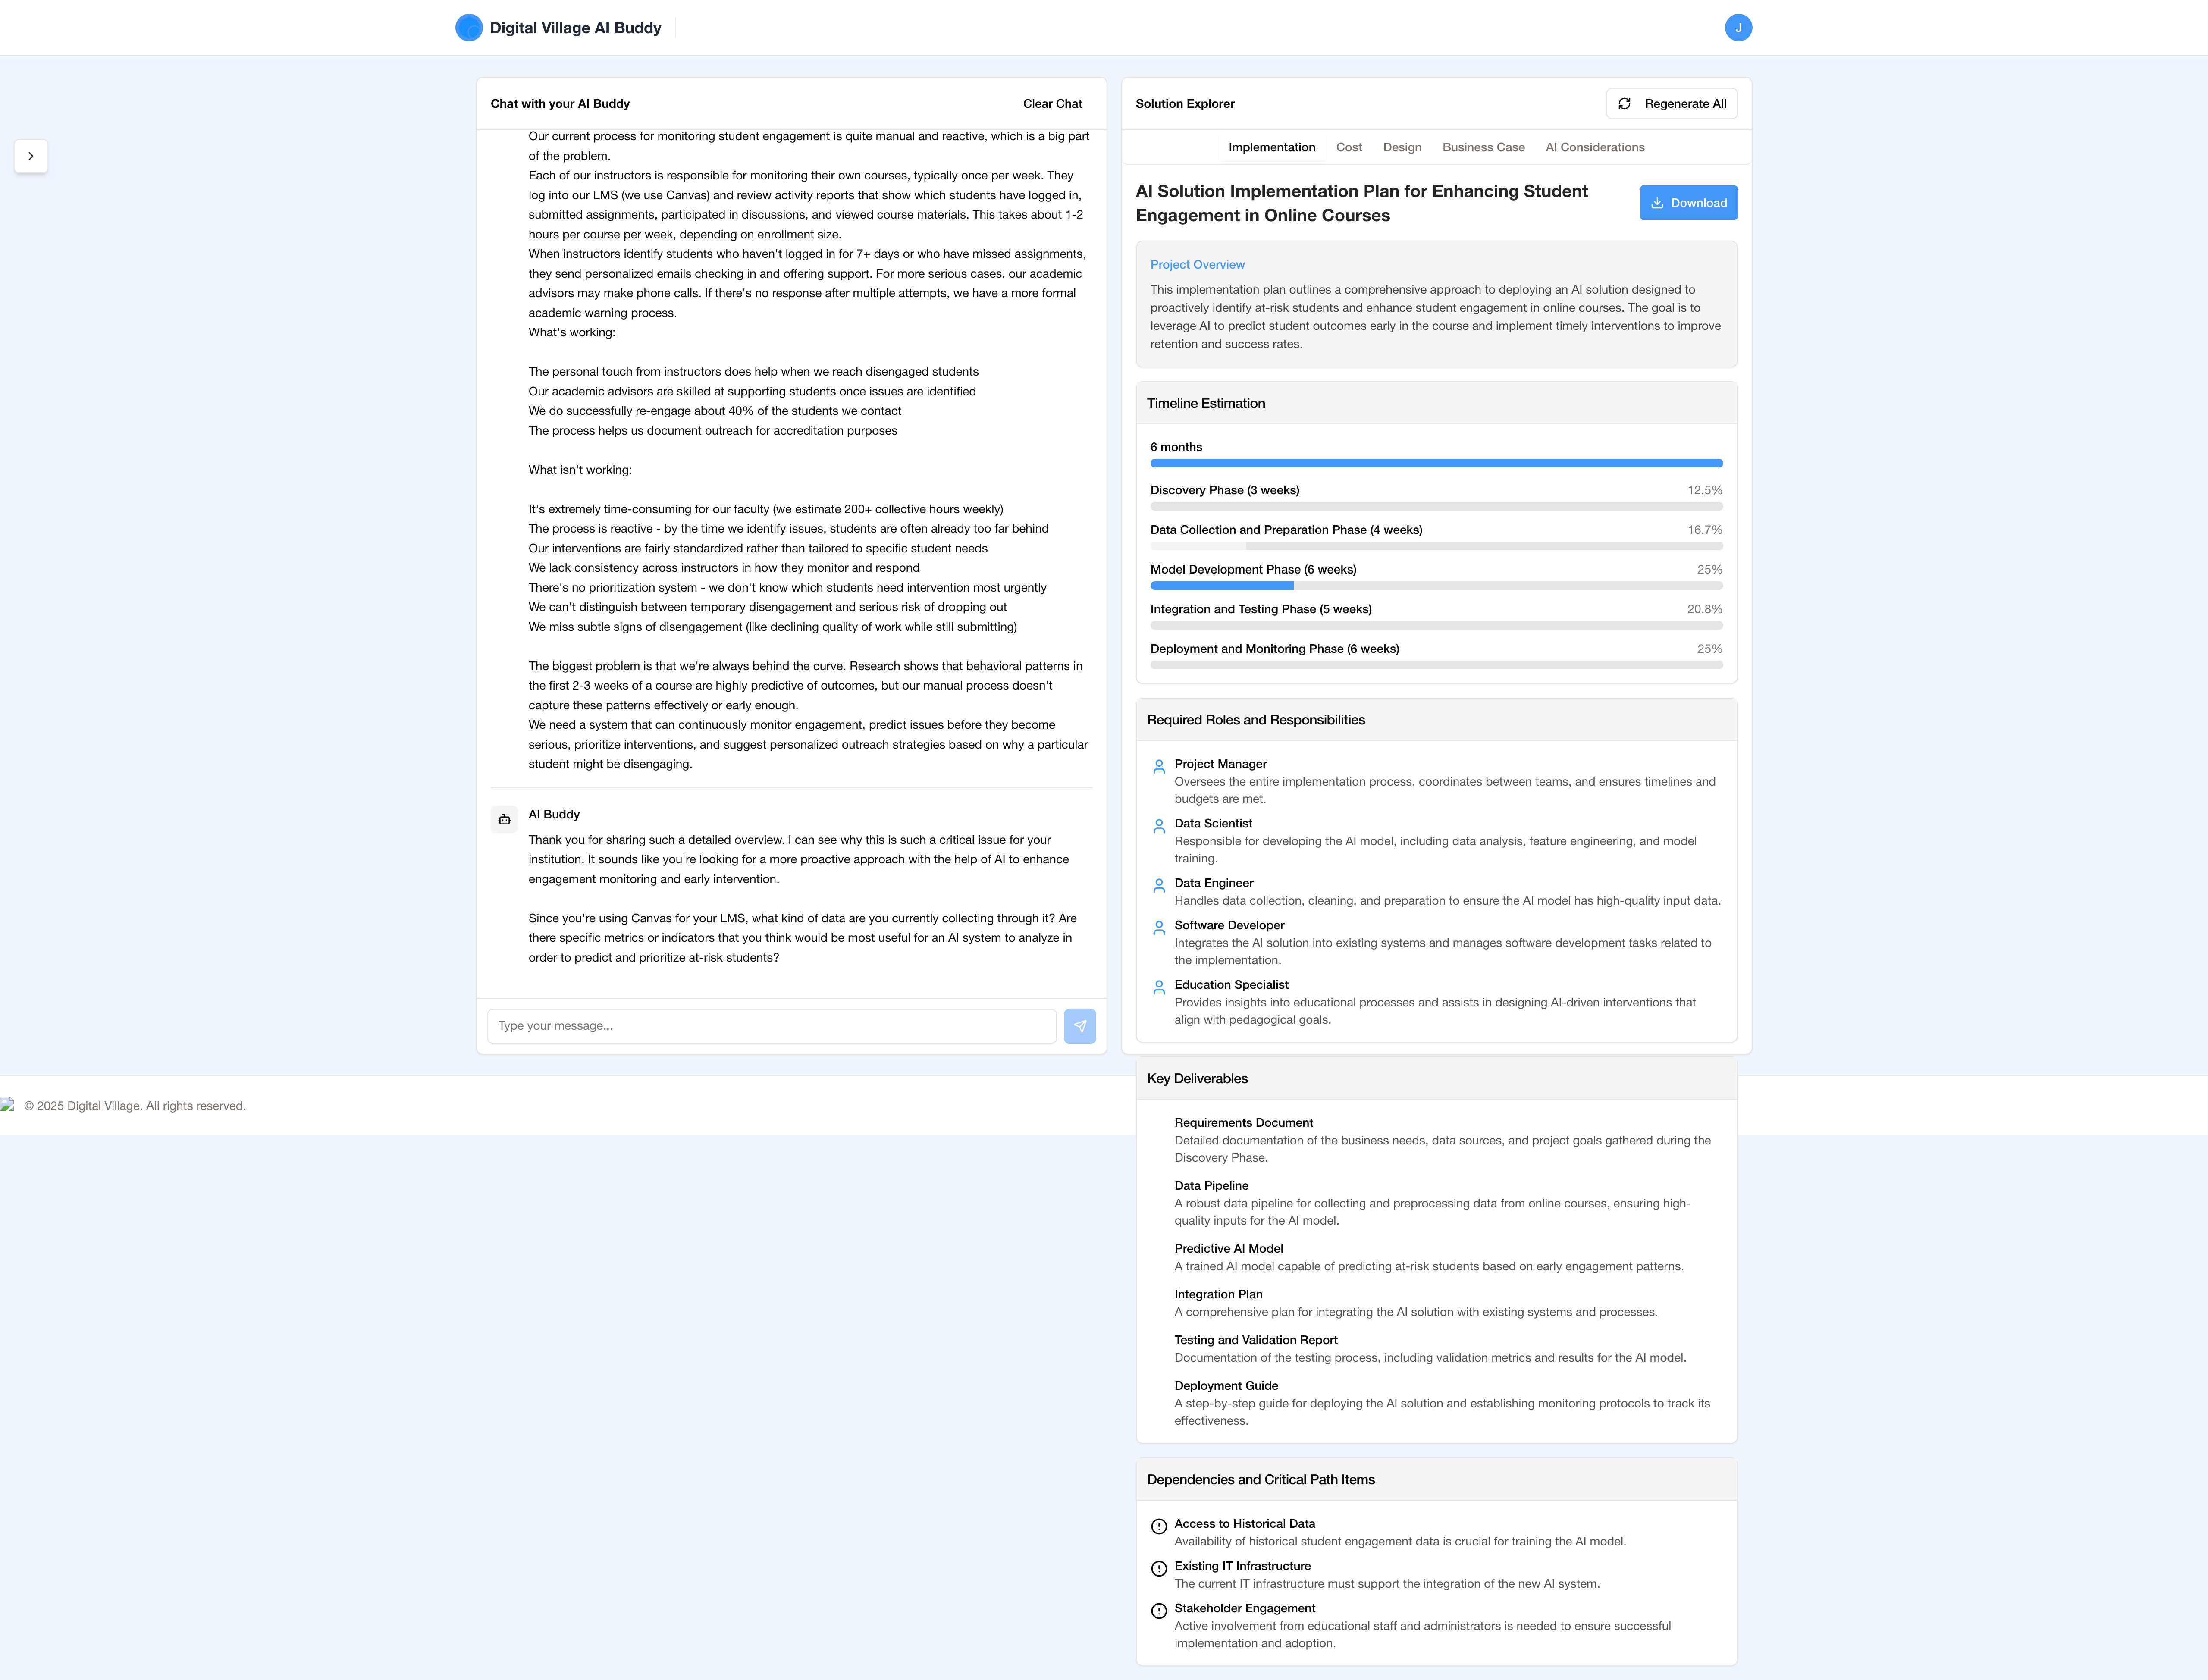 Digital Village AI Buddy
J
Chat with your AI Buddy
Clear Chat
Our current process for monitoring student engagement is quite manual and reactive, which is a big part
of the problem.
Each of our instructors is responsible for monitoring their own courses, typically once per week. They
log into our LMS (we use Canvas) and review activity reports that show which students have logged in,
submitted assignments, participated in discussions, and viewed course materials. This takes about 1-2
hours per course per week, depending on enrollment size.
When instructors identify students who haven't logged in for 7+ days or who have missed assignments,
they send personalized emails checking in and offering support. For more serious cases, our academic
advisors may make phone calls. If there's no response after multiple attempts, we have a more formal
academic warning process.
What's working:
The personal touch from instructors does help when we reach disengaged students
Our academic advisors are skilled at supporting students once issues are identified
We do successfully re-engage about 40% of the students we contact
The process helps us document outreach for accreditation purposes
What isn't working:
It's extremely time-consuming for our faculty (we estimate 200+ collective hours weekly)
The process is reactive - by the time we identify issues, students are often already too far behind
Our interventions are fairly standardized rather than tailored to specific student needs
We lack consistency across instructors in how they monitor and respond
There's no prioritization system - we don't know which students need intervention most urgently
We can't distinguish between temporary disengagement and serious risk of dropping out
We miss subtle signs of disengagement (like declining quality of work while still submitting)
The biggest problem is that we're always behind the curve. Research shows that behavioral patterns in
the first 2-3 weeks of a course are highly predictive of outcomes, but our manual process doesn't
capture these patterns effectively or early enough.
We need a system that can continuously monitor engagement, predict issues before they become
serious, prioritize interventions, and suggest personalized outreach strategies based on why a particular
student might be disengaging.
AI Buddy
Thank you for sharing such a detailed overview. I can see why this is such a critical issue for your
institution. It sounds like you're looking for a more proactive approach with the help of AI to enhance
engagement monitoring and early intervention.
Since you're using Canvas for your LMS, what kind of data are you currently collecting through it? Are
there specific metrics or indicators that you think would be most useful for an AI system to analyze in
order to predict and prioritize at-risk students?
Type your message...
Solution Explorer
Regenerate All
Implementation
Cost
Design
Business Case
AI Considerations
AI Solution Implementation Plan for Enhancing Student
Engagement in Online Courses
Download
Project Overview
This implementation plan outlines a comprehensive approach to deploying an AI solution designed to
proactively identify at-risk students and enhance student engagement in online courses. The goal is to
leverage AI to predict student outcomes early in the course and implement timely interventions to improve
retention and success rates.
Timeline Estimation
6 months
Discovery Phase (3 weeks)
12.5%
Data Collection and Preparation Phase (4 weeks)
16.7%
Model Development Phase (6 weeks)
25%
Integration and Testing Phase (5 weeks)
20.8%
Deployment and Monitoring Phase (6 weeks)
25%
Required Roles and Responsibilities
Project Manager
Oversees the entire implementation process, coordinates between teams, and ensures timelines and
budgets are met.
Data Scientist
Responsible for developing the AI model, including data analysis, feature engineering, and model
training.
Data Engineer
Handles data collection, cleaning, and preparation to ensure the AI model has high-quality input data.
Software Developer
Integrates the AI solution into existing systems and manages software development tasks related to
the implementation.
Education Specialist
Provides insights into educational processes and assists in designing AI-driven interventions that
align with pedagogical goals.
Key Deliverables
Requirements Document
Detailed documentation of the business needs, data sources, and project goals gathered during the
Discovery Phase.
Data Pipeline
A robust data pipeline for collecting and preprocessing data from online courses, ensuring high-
quality inputs for the AI model.
Predictive AI Model
A trained AI model capable of predicting at-risk students based on early engagement patterns.
Integration Plan
A comprehensive plan for integrating the AI solution with existing systems and processes.
Testing and Validation Report
Documentation of the testing process, including validation metrics and results for the AI model.
Deployment Guide
A step-by-step guide for deploying the AI solution and establishing monitoring protocols to track its
effectiveness.
Dependencies and Critical Path Items
Access to Historical Data
Availability of historical student engagement data is crucial for training the AI model.
Existing IT Infrastructure
The current IT infrastructure must support the integration of the new AI system.
Stakeholder Engagement
Active involvement from educational staff and administrators is needed to ensure successful
implementation and adoption.
© 2025 Digital Village. All rights reserved.